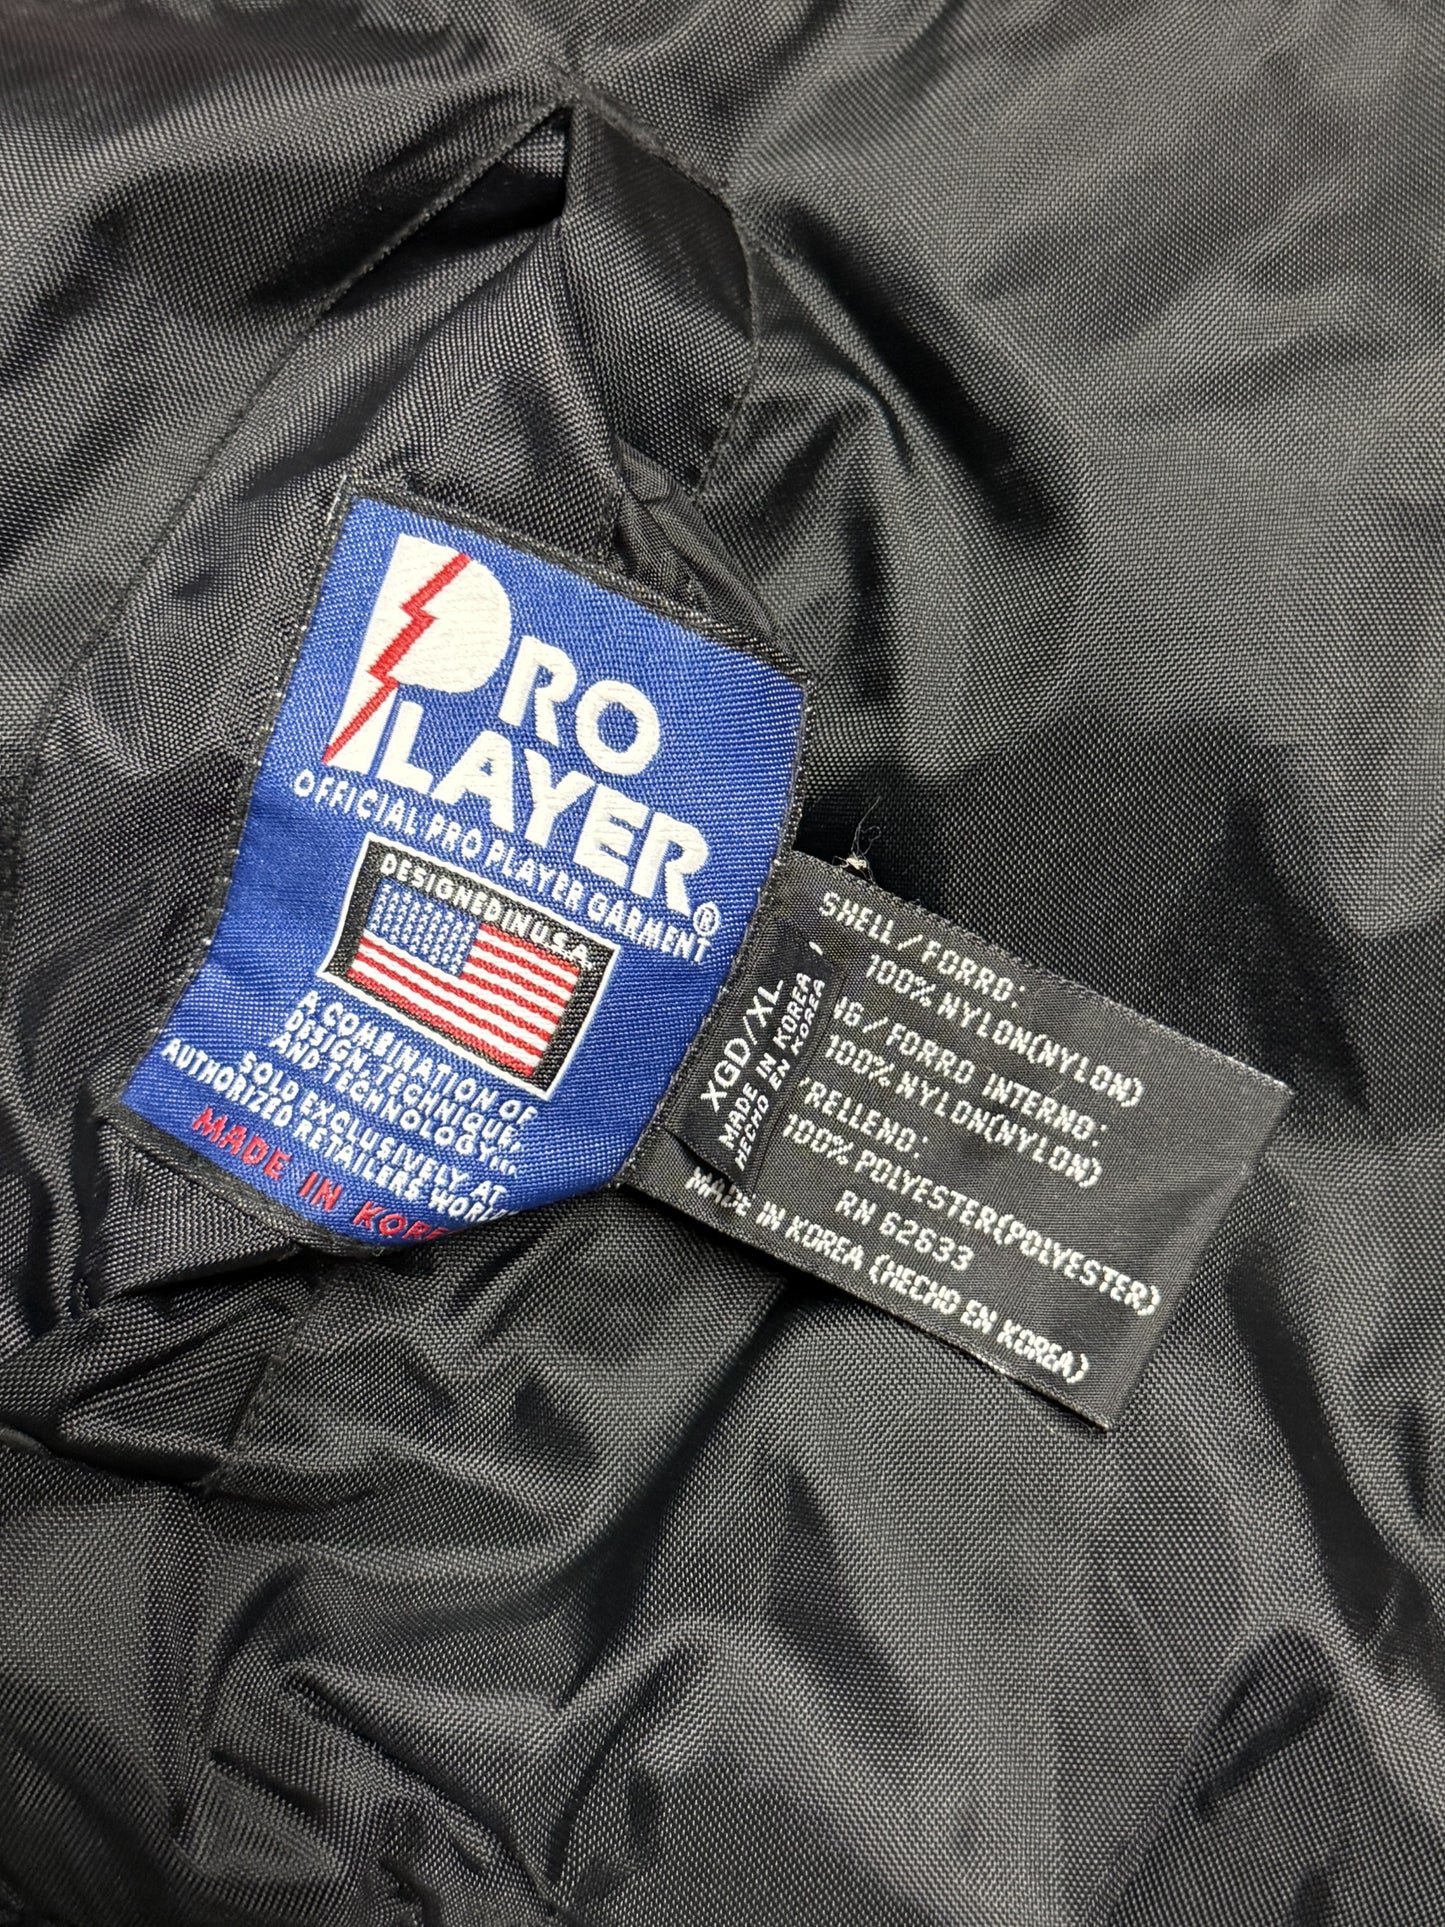 PRO
PLAYER®
OFFICIAL PRO PLAYER GARMENT
DESIGNED IN U.S.A.
A COMBINATION OF
DESIGN, TECHNIQUE,
AND TECHNOLOGY...
SOLD EXCLUSIVELY AT
AUTHORIZED RETAILERS
MADE IN
XGD/XL
MADE IN KOREA
HECHO EN KOREA
SHELL/FORRO:
100% NYLON(NYLON)
/FORRO INTERNO:
100% NYLON(NYLON)
/RELLENO:
100% POLYESTER(POLYESTER)
RN 62633
MADE IN KOREA (HECHO EN KOREA)